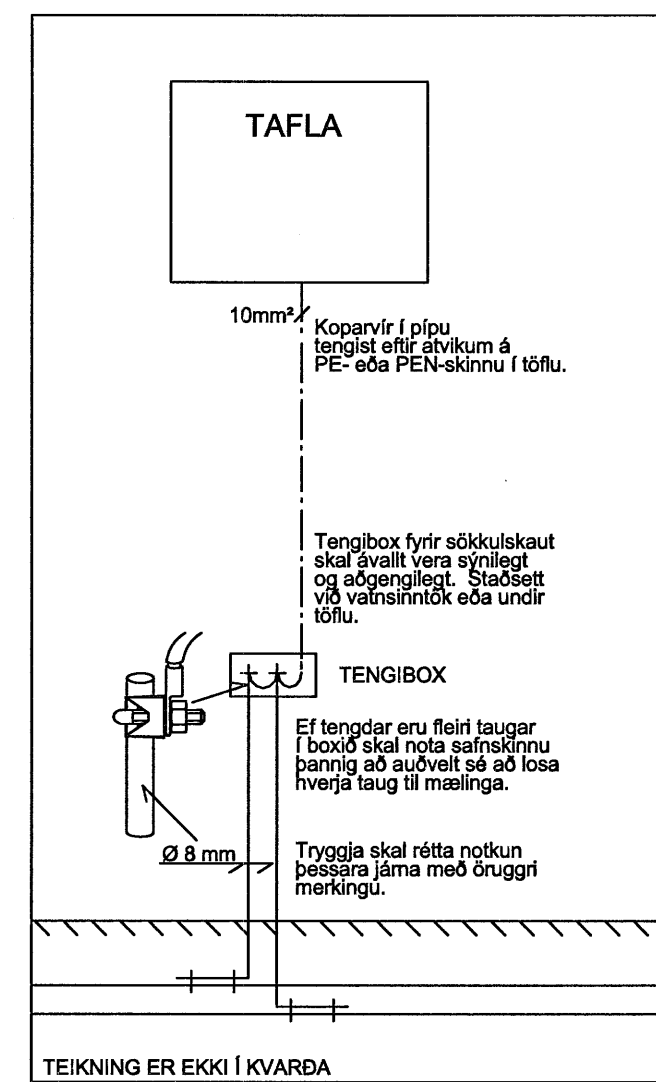 TAFLA
10mm²
Koparvír í pípu
tengist eftir atvikum á
PE- eða PEN-skinnu í töflu.
Tengibox fyrir sökkulskaut
skal ávallt vera sýnilegt
og aðgengilegt. Staðsett
við vatnsinntök eða undir
töflu.
TENGIBOX
Ef tengdar eru fleiri taugar
í boxið skal nota safnskinnu
þannig að auðvelt sé að losa
hverja taug til mælinga.
Ø 8 mm
Tryggja skal rétta notkun
þessara járna með öruggri
merkingu.
TEIKNING ER EKKI Í KVARÐA